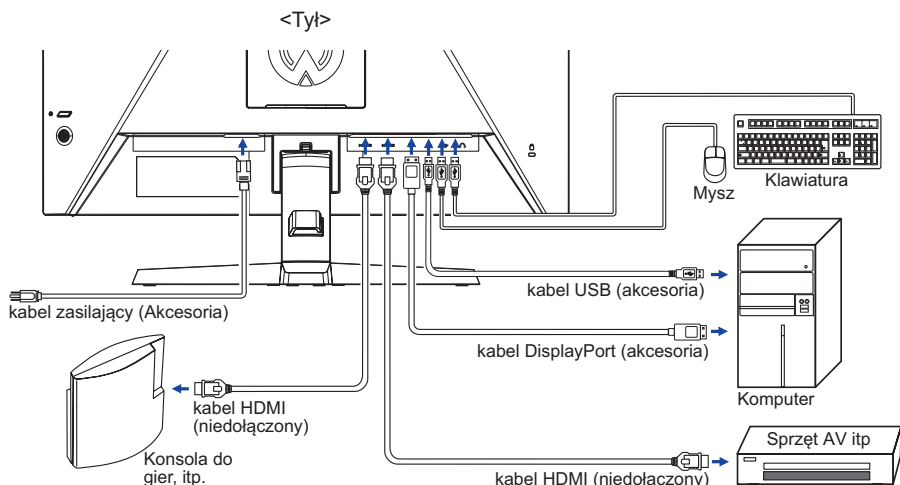 <Tył>
Mysz
Klawiatura
kabel USB (akcesoria)
kabel zasilający (Akcesoria)
kabel DisplayPort (akcesoria)
Komputer
kabel HDMI
(niedołączony)
Sprzęt AV itp
Konsola do
gier, itp.
kabel HDMI (niedołączony)